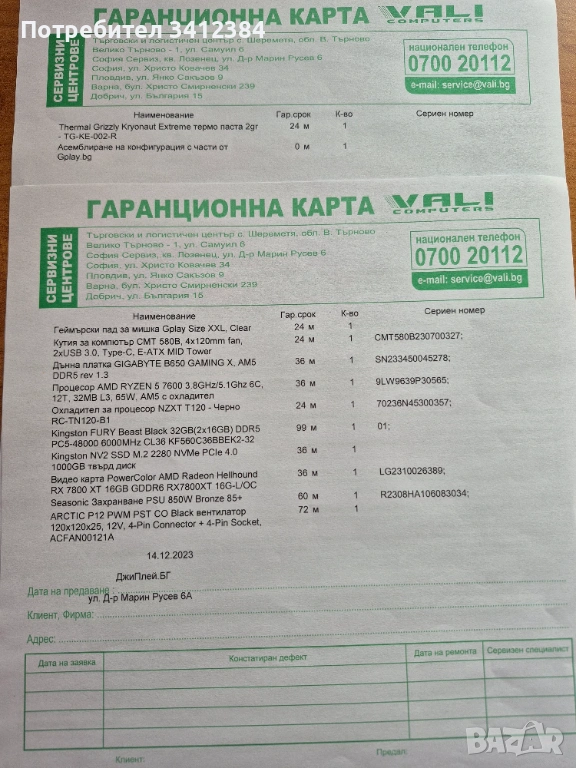 Потребител 3412384
ГАРАНЦИОННА КАРТА VALI COMPUTERS
СЕРВИЗНИ ЦЕНТРОВЕ
Търговски и логистичен център с. Шереметя, обл. В. Търново
Велико Търново - 1, ул. Самуил 6
София Сервиз, кв. Лозенец, ул. Д-р Марин Русев 6
София, ул. Христо Ковачев 34
Пловдив, ул. Янко Сакъзов 9
Варна, бул. Христо Смирненски 239
Добрич, ул. България 15
национален телефон
0700 20112
e-mail: service@vali.bg
Наименование Гар.срок К-во Сериен номер
Thermal Grizzly Kryonaut Extreme термо паста 2gr 24 м 1
- TG-KE-002-R
Асемблиране на конфигурация с части от 0 м 1
Gplay.bg
ГАРАНЦИОННА КАРТА VALI COMPUTERS
СЕРВИЗНИ ЦЕНТРОВЕ
Търговски и логистичен център с. Шереметя, обл. В. Търново
Велико Търново - 1, ул. Самуил 6
София Сервиз, кв. Лозенец, ул. Д-р Марин Русев 6
София, ул. Христо Ковачев 34
Пловдив, ул. Янко Сакъзов 9
Варна, бул. Христо Смирненски 239
Добрич, ул. България 15
национален телефон
0700 20112
e-mail: service@vali.bg
Наименование Гар.срок К-во Сериен номер
Геймърски пад за мишка Gplay Size XXL, Clear 24 м 1
Кутия за компютър CMT 580B, 4x120mm fan, 24 м 1 CMT580B230700327;
2xUSB 3.0, Type-C, E-ATX MID Tower
Дънна платка GIGABYTE B650 GAMING X, AM5 36 м 1 SN233450045278;
DDR5 rev 1.3
Процесор AMD RYZEN 5 7600 3.8GHz/5.1Ghz 6C, 36 м 1 9LW9639P30565;
12T, 32MB L3, 65W, AM5 с охладител
Охладител за процесор NZXT T120 - Черно 24 м 1 70236N45300357;
RC-TN120-B1
Kingston FURY Beast Black 32GB(2x16GB) DDR5 99 м 1 01;
PC5-48000 6000MHz CL36 KF560C36BBEK2-32
Kingston NV2 SSD M.2 2280 NVMe PCIe 4.0 36 м 1
1000GB твърд диск
Видео карта PowerColor AMD Radeon Hellhound 36 м 1 LG2310026389;
RX 7800 XT 16GB GDDR6 RX7800XT 16G-L/OC
Seasonic Захранване PSU 850W Bronze 85+ 60 м 1 R2308HA106083034;
ARCTIC P12 PWM PST CO Black вентилатор 72 м 1
120x120x25, 12V, 4-Pin Connector + 4-Pin Socket,
ACFAN00121A
14.12.2023
ДжиПлей.БГ
Дата на предаване
ул. Д-р Марин Русев 6А
Клиент, Фирма:
Адрес:
Дата на заявка Констатиран дефект Дата на ремонта Сервизен специалист
Клиент: Предал:
BAZAR